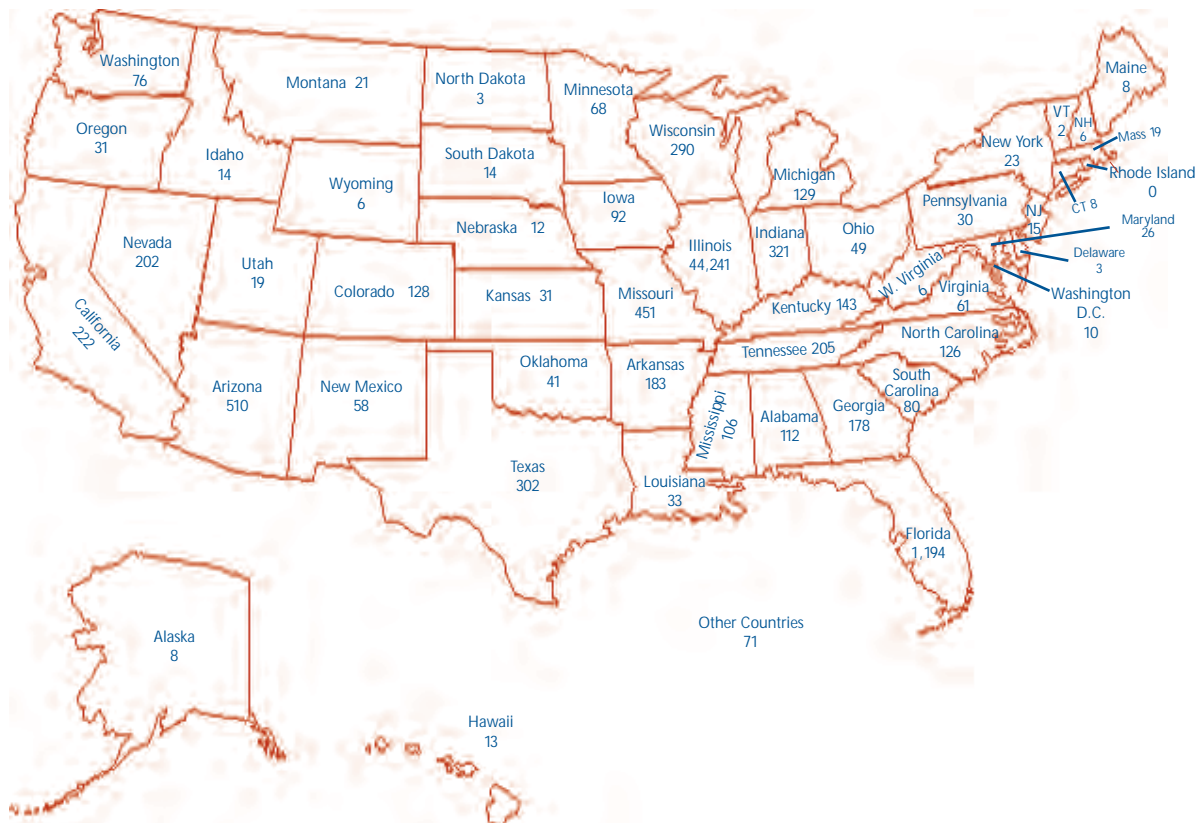 Washington
76
Montana 21
North Dakota
3
Minnesota
68
Maine
8
Oregon
31
Idaho
14
Wyoming
6
South Dakota
14
Wisconsin
290
Michigan
129
New York
23
VT
2
NH
6
Mass 19
Rhode Island
0
CT 8
Nevada
202
Utah
19
Colorado 128
Nebraska 12
Kansas 31
Iowa
92
Missouri
451
Illinois
44,241
Indiana
321
Ohio
49
Pennsylvania
30
NJ
15
Maryland
26
Delaware
3
Washington
D.C.
10
W. Virginia
6
Virginia
61
Kentucky 143
California
222
Arizona
510
New Mexico
58
Oklahoma
41
Arkansas
183
Tennessee 205
North Carolina
126
South
Carolina
80
Mississippi
106
Alabama
112
Georgia
178
Texas
302
Louisiana
33
Florida
1,194
Other Countries
71
Alaska
8
Hawaii
13